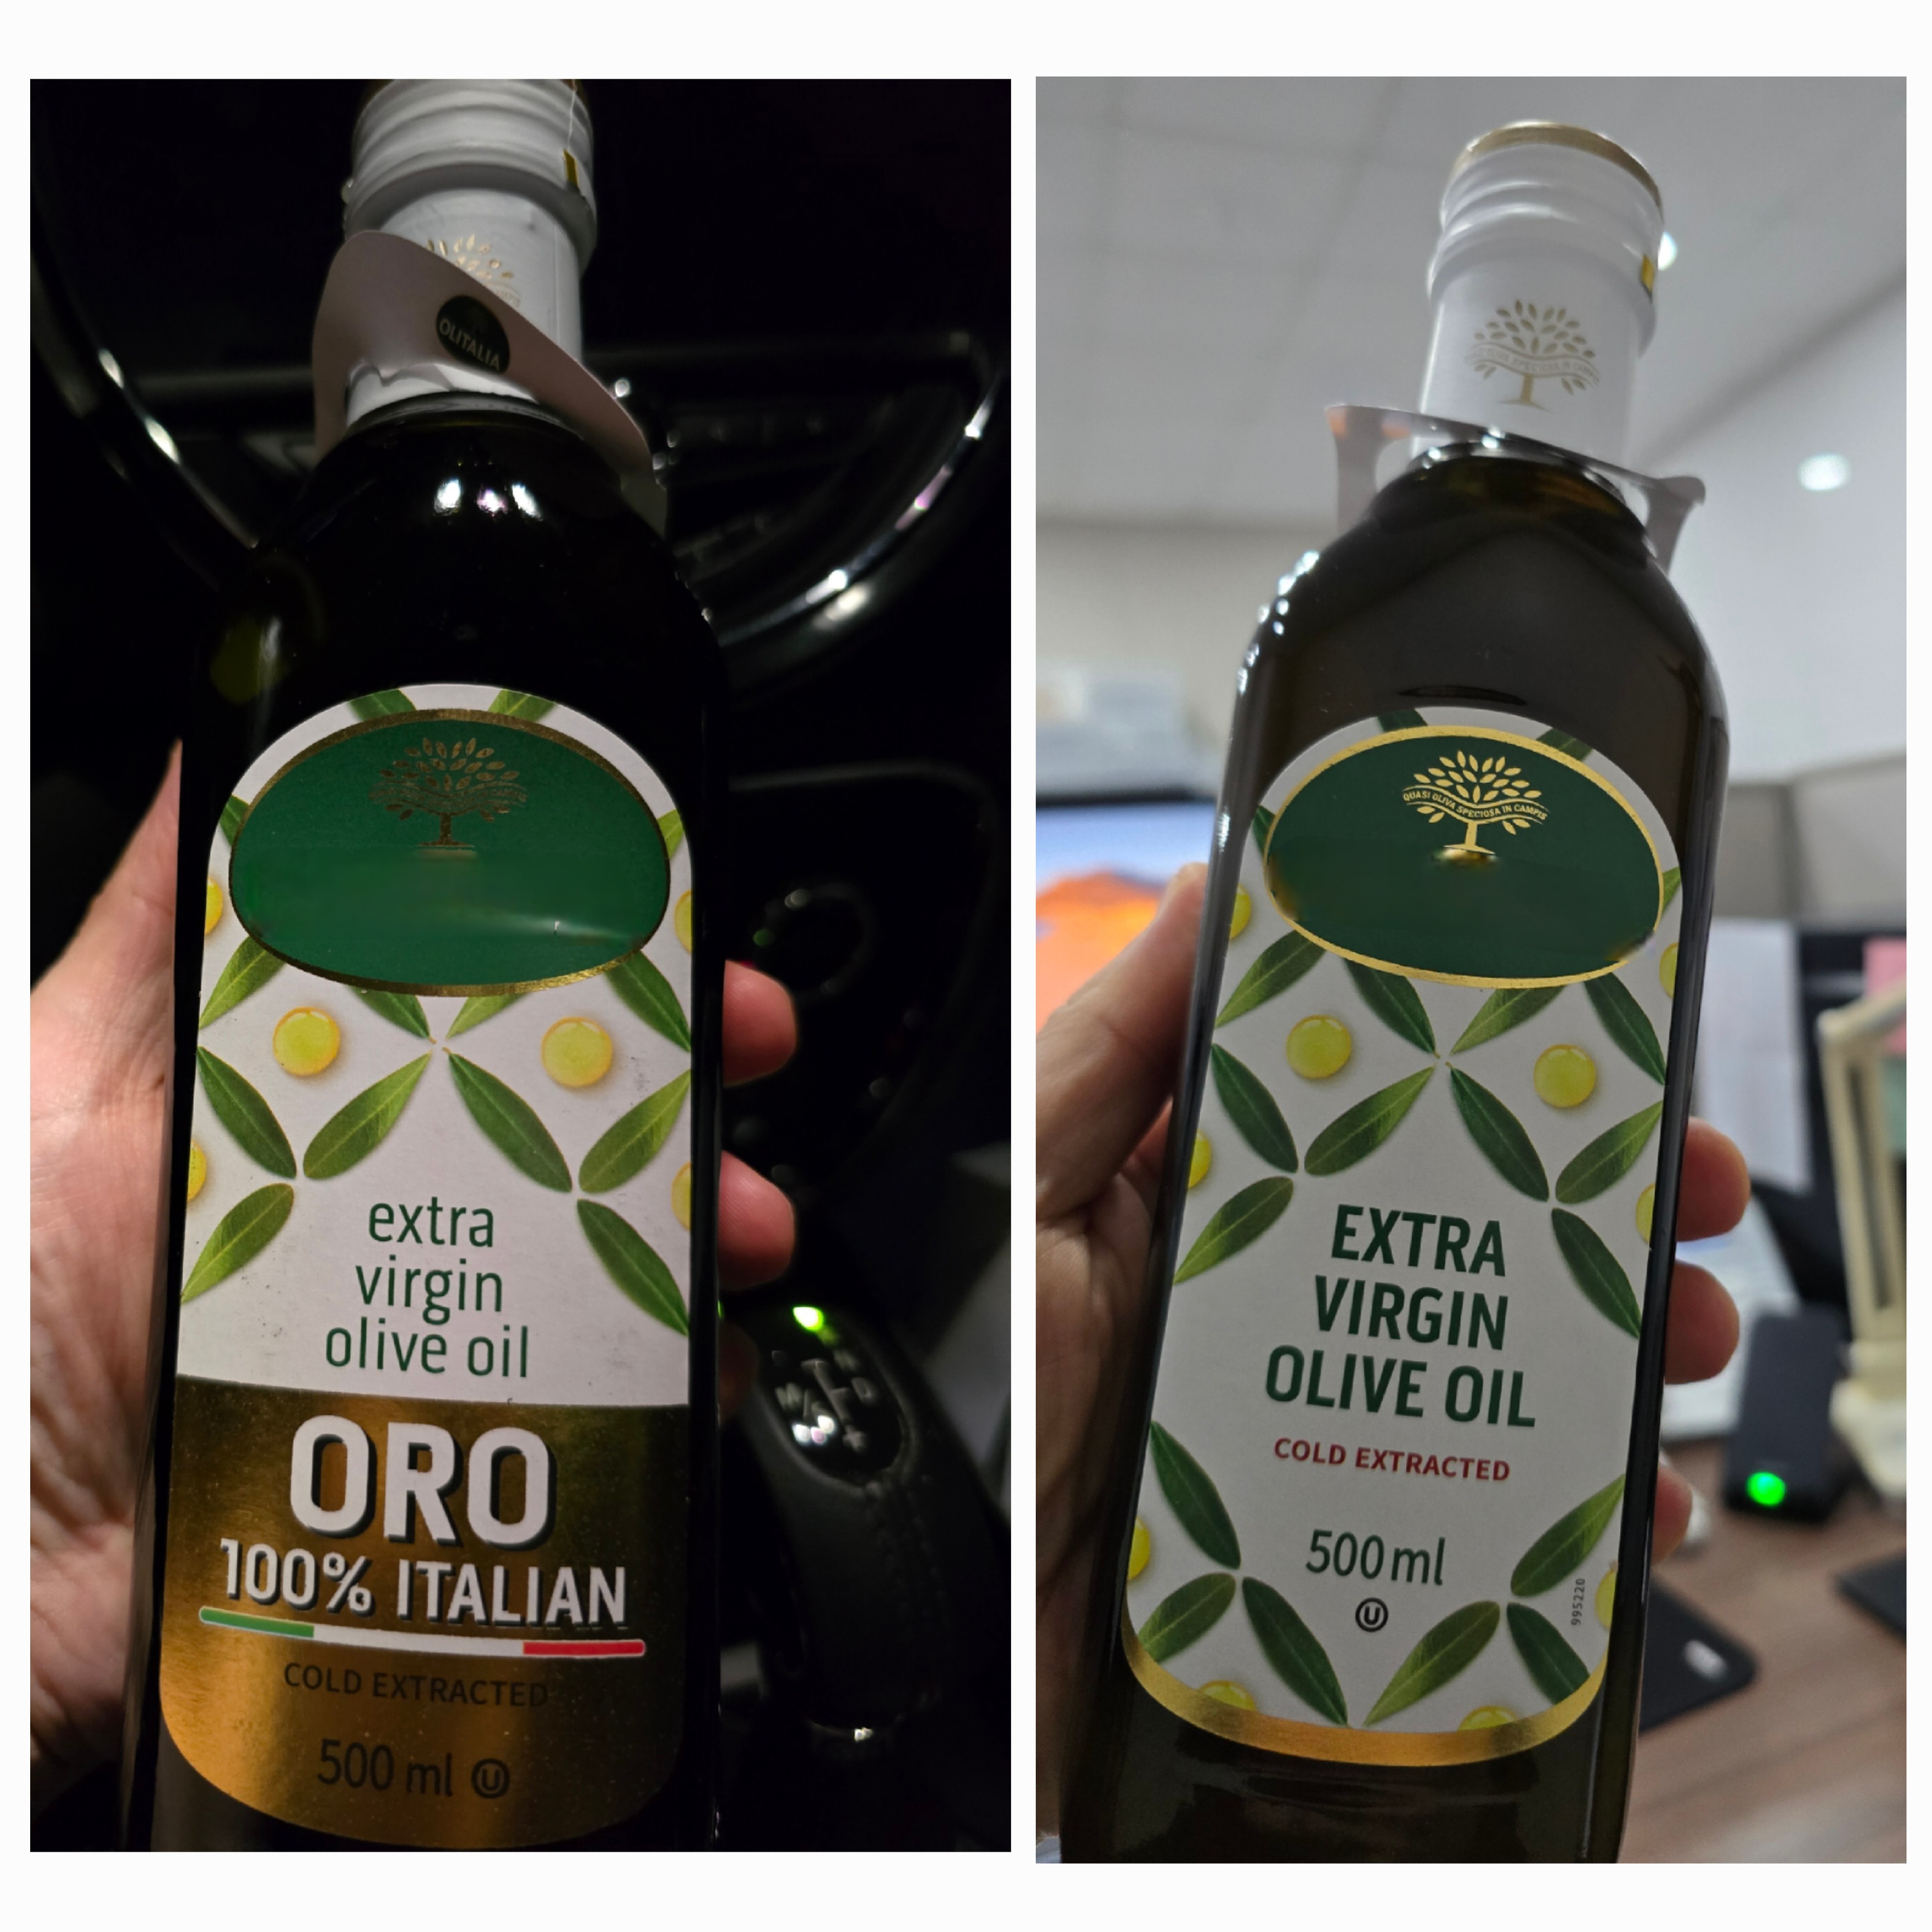 OLITALIA
extra
virgin
olive oil
ORO
100% ITALIAN
COLD EXTRACTED
500 ml U
QUASI OLIVA SPECIOSA IN CAMPIS
EXTRA
VIRGIN
OLIVE OIL
COLD EXTRACTED
500ml
U
995220